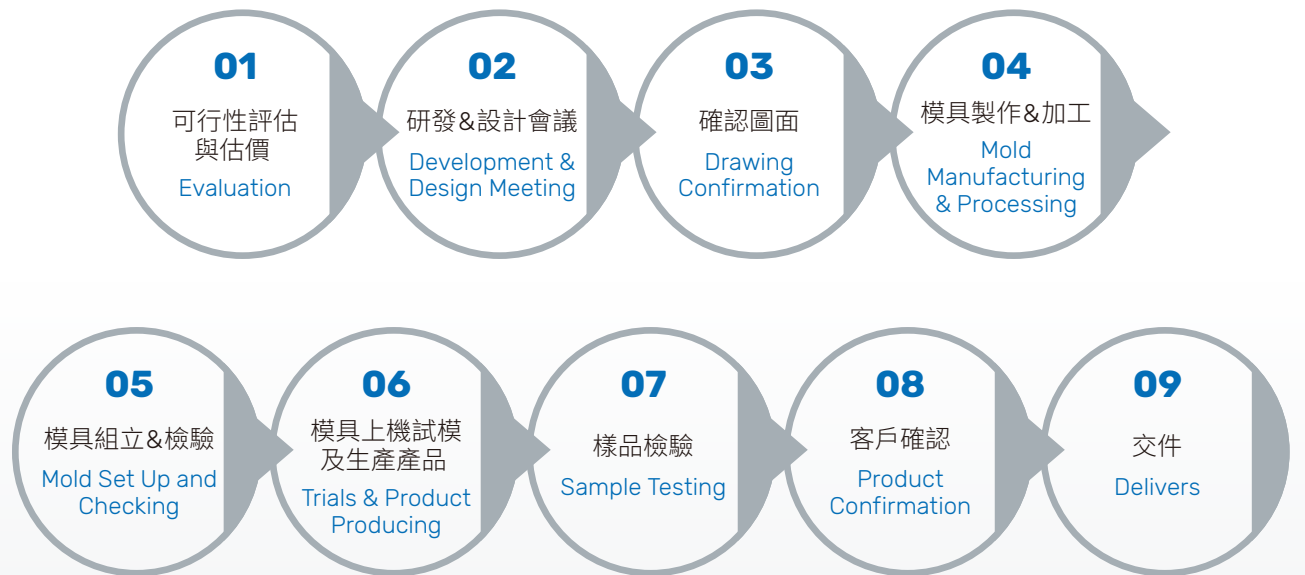 01
可行性評估
與估價
Evaluation
02
研發&設計會議
Development &
Design Meeting
03
確認圖面
Drawing
Confirmation
04
模具製作&加工
Mold
Manufacturing
& Processing
05
模具組立&檢驗
Mold Set Up and
Checking
06
模具上機試模
及生產產品
Trials & Product
Producing
07
樣品檢驗
Sample Testing
08
客戶確認
Product
Confirmation
09
交件
Delivers